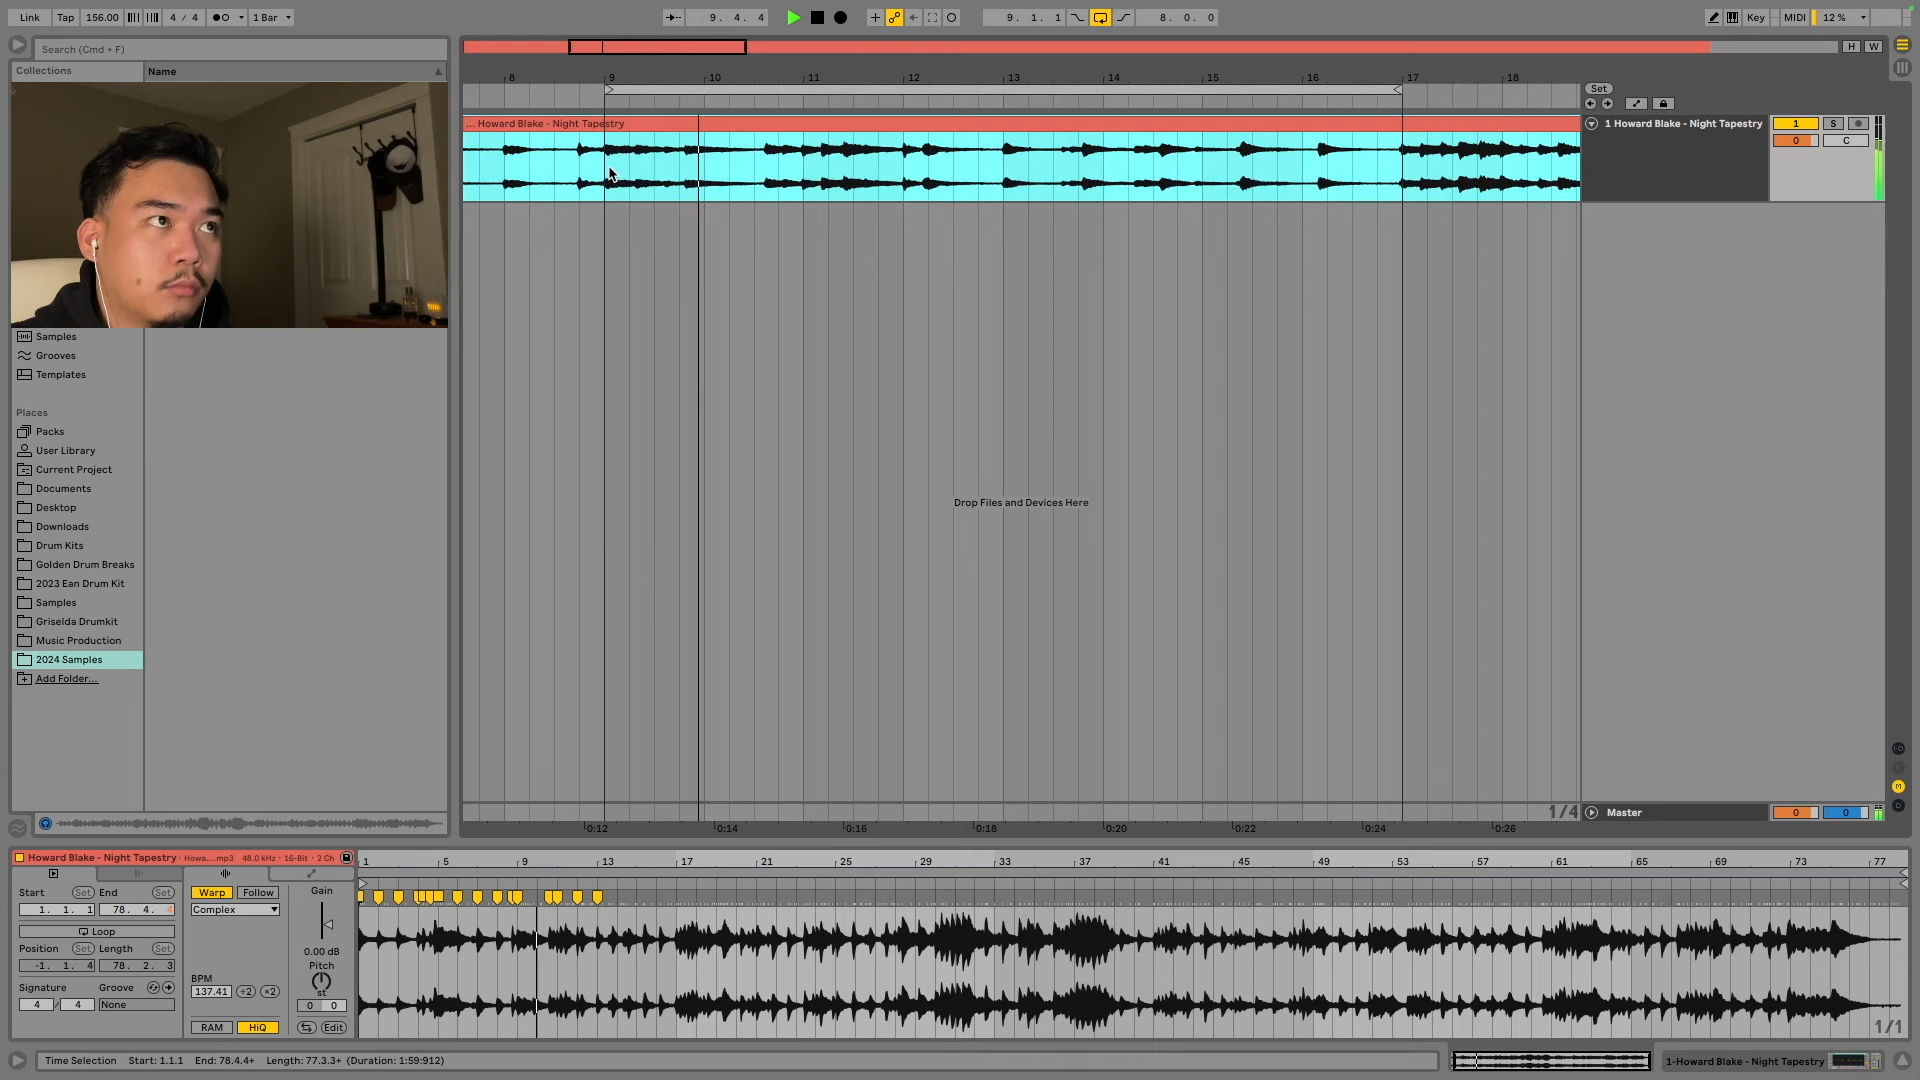 Link Tap 156.00 4 / 4 1 Bar 9. 4. 4 9. 1. 1 8. 0. 0 Key MIDI 12 %
Search (Cmd + F)
H W
Collections Name
8 9 10 11 12 13 14 15 16 17 18
Set
... Howard Blake - Night Tapestry
1 Howard Blake - Night Tapestry 1 S
0 C
Samples
Grooves
Templates
Places
Packs
User Library
Current Project
Documents
Desktop
Downloads
Drum Kits
Golden Drum Breaks
2023 Ean Drum Kit
Samples
Griselda Drumkit
Music Production
2024 Samples
Add Folder...
Drop Files and Devices Here
1/4
Master 0 0
0:12 0:14 0:16 0:18 0:20 0:22 0:24 0:26
Howard Blake - Night Tapestry · Howa....mp3 48.0 kHz · 16-Bit · 2 Ch
1 5 9 13 17 21 25 29 33 37 41 45 49 53 57 61 65 69 73 77
Start Set End Set Warp Follow Gain
1. 1. 1 78. 4. 4 Complex
Loop
Position Set Length Set 0.00 dB
-1. 1. 4 78. 2. 3 Pitch
BPM
Signature Groove 137.41 ÷2 ×2 st
4 / 4 None 0 0
RAM HiQ Edit
1/1
Time Selection Start: 1.1.1 End: 78.4.4+ Length: 77.3.3+ (Duration: 1:59:912)
1-Howard Blake - Night Tapestry